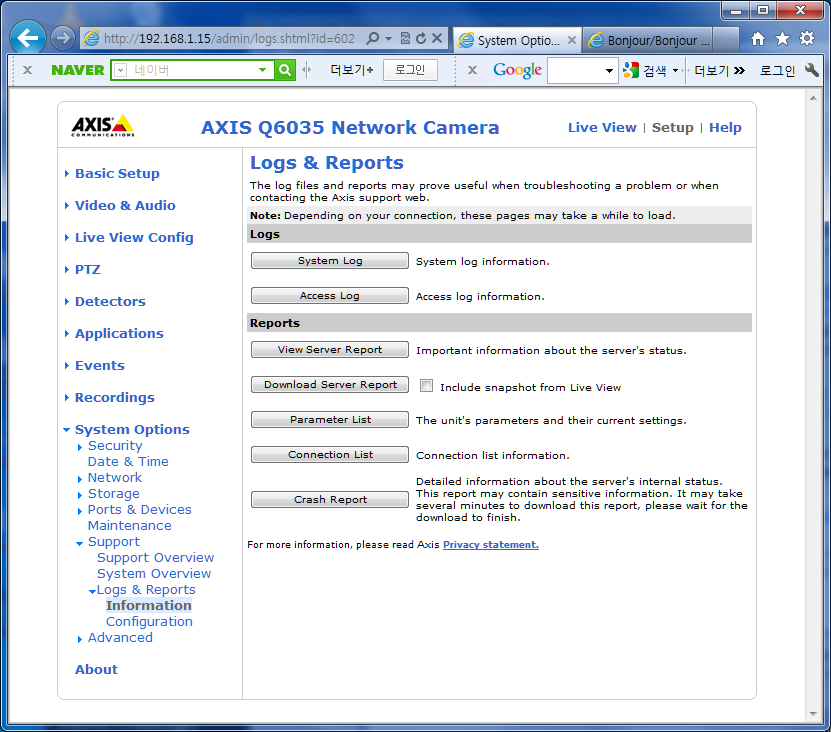 http://192.168.1.15/admin/logs.shtml?id=602
System Optio...
Bonjour/Bonjour ...
x NAVER 네이버 더보기+ 로그인 x Google 검색 더보기 » 로그인
AXIS
COMMUNICATIONS
AXIS Q6035 Network Camera
Live View | Setup | Help
Basic Setup
Video & Audio
Live View Config
PTZ
Detectors
Applications
Events
Recordings
System Options
Security
Date & Time
Network
Storage
Ports & Devices
Maintenance
Support
Support Overview
System Overview
Logs & Reports
Information
Configuration
Advanced
About
Logs & Reports
The log files and reports may prove useful when troubleshooting a problem or when
contacting the Axis support web.
Note: Depending on your connection, these pages may take a while to load.
Logs
System Log System log information.
Access Log Access log information.
Reports
View Server Report Important information about the server's status.
Download Server Report Include snapshot from Live View
Parameter List The unit's parameters and their current settings.
Connection List Connection list information.
Crash Report
Detailed information about the server's internal status.
This report may contain sensitive information. It may take
several minutes to download this report, please wait for the
download to finish.
For more information, please read Axis Privacy statement.